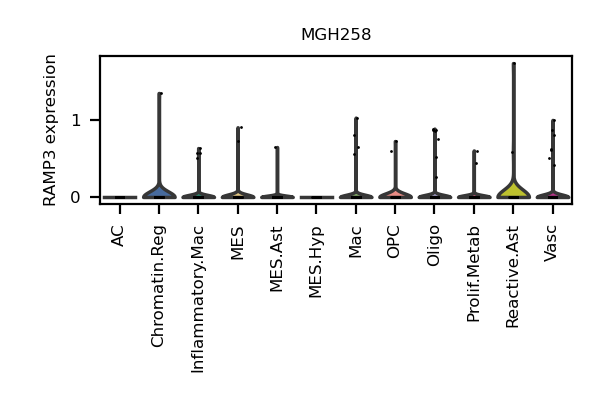 MGH258
RAMP3 expression
1
0
AC
Chromatin.Reg
Inflammatory.Mac
MES
MES.Ast
MES.Hyp
Mac
OPC
Oligo
Prolif.Metab
Reactive.Ast
Vasc